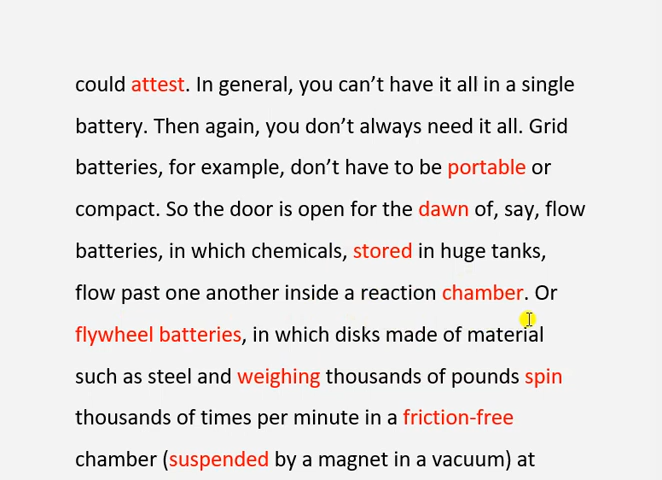 could attest. In general, you can’t have it all in a single
battery. Then again, you don’t always need it all. Grid
batteries, for example, don’t have to be portable or
compact. So the door is open for the dawn of, say, flow
batteries, in which chemicals, stored in huge tanks,
flow past one another inside a reaction chamber. Or
flywheel batteries, in which disks made of material
such as steel and weighing thousands of pounds spin
thousands of times per minute in a friction-free
chamber (suspended by a magnet in a vacuum) at